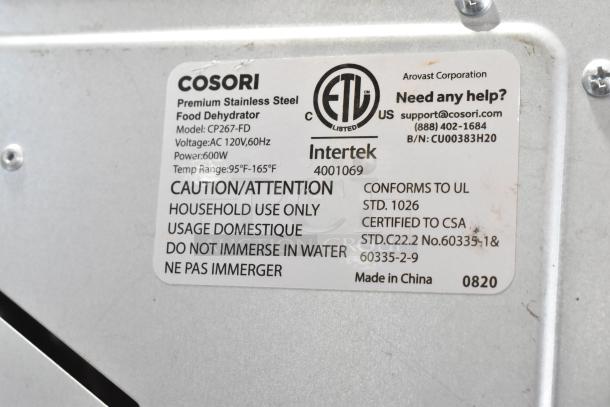 COSORI
Premium Stainless Steel
Food Dehydrator
Model: CP267-FD
Voltage:AC 120V,60Hz
Power:600W
Temp Range:95°F-165°F
ETL
CM
LISTED
C
US
Intertek
4001069
Arovast Corporation
Need any help?
support@cosori.com
(888) 402-1684
B/N: CU00383H20
CAUTION/ATTENTION
HOUSEHOLD USE ONLY
USAGE DOMESTIQUE
DO NOT IMMERSE IN WATER
NE PAS IMMERGER
CONFORMS TO UL
STD. 1026
CERTIFIED TO CSA
STD.C22.2 No.60335-1&
60335-2-9
Made in China
0820